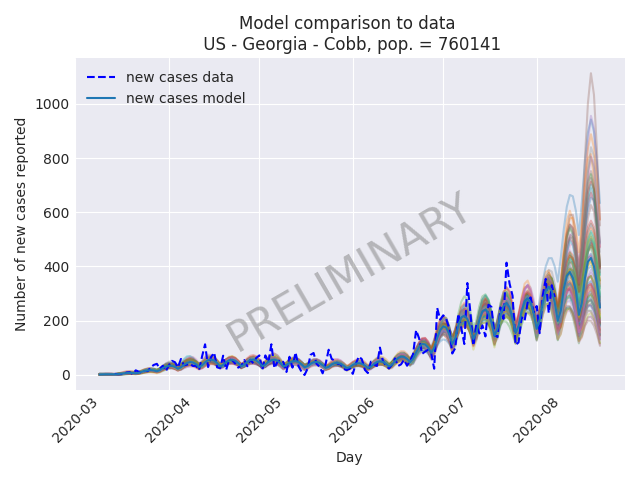 Model comparison to data
US - Georgia - Cobb, pop. = 760141
new cases data
new cases model
Number of new cases reported
1000
800
600
400
200
0
PRELIMINARY
2020-03
2020-04
2020-05
2020-06
2020-07
2020-08
Day